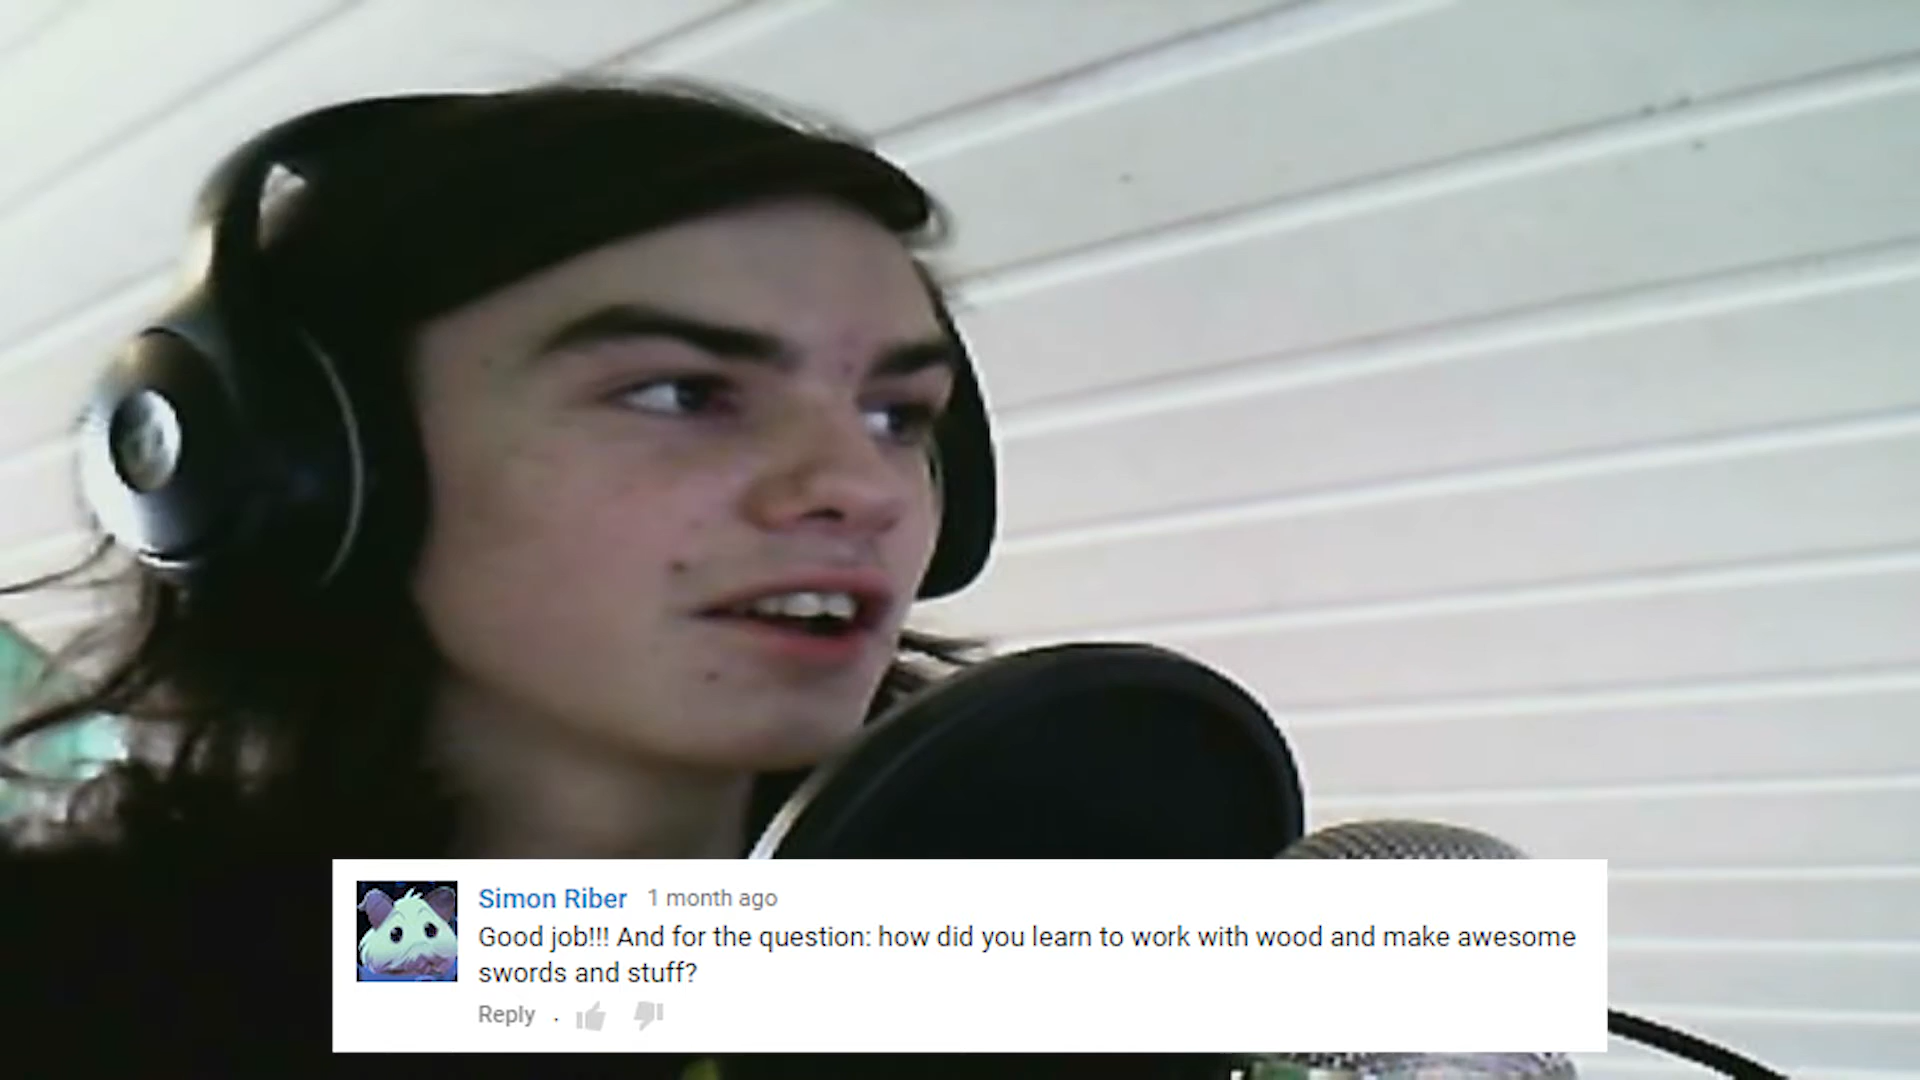 Simon Riber 1 month ago
Good job!!! And for the question: how did you learn to work with wood and make awesome
swords and stuff?
Reply .